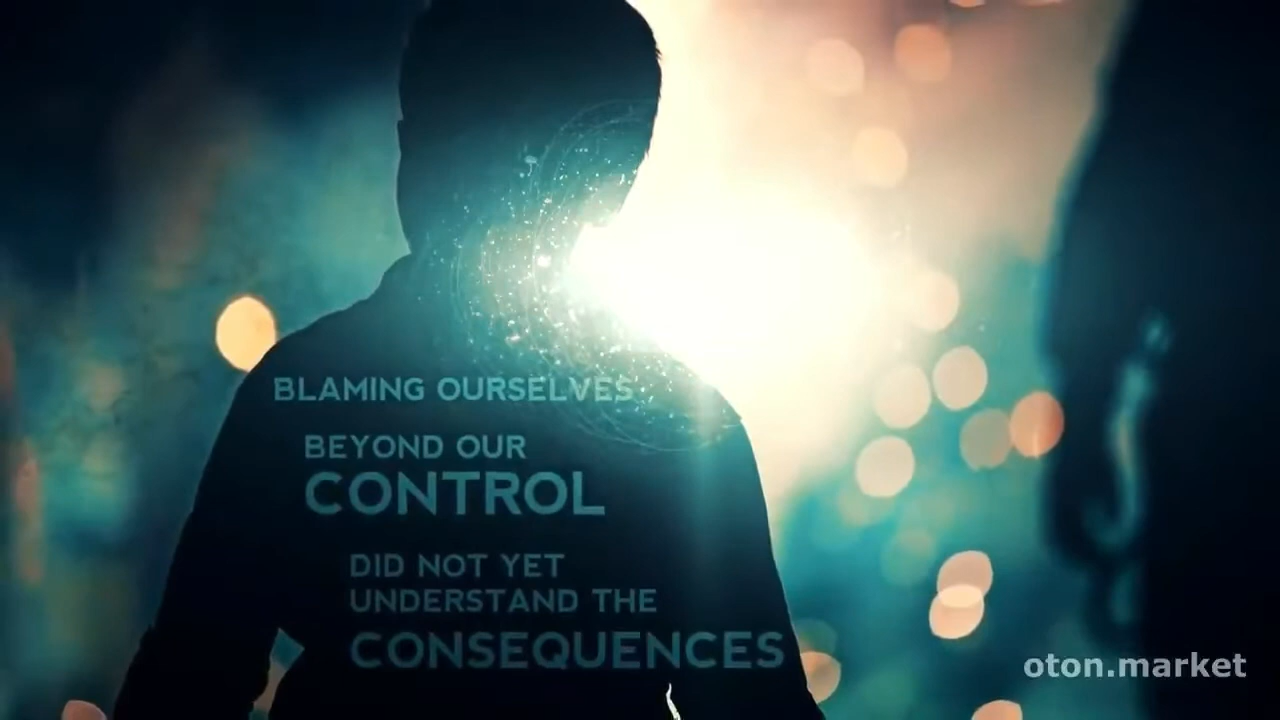 BLAMING OURSELVES
BEYOND OUR
CONTROL
DID NOT YET
UNDERSTAND THE
CONSEQUENCES
oton.market